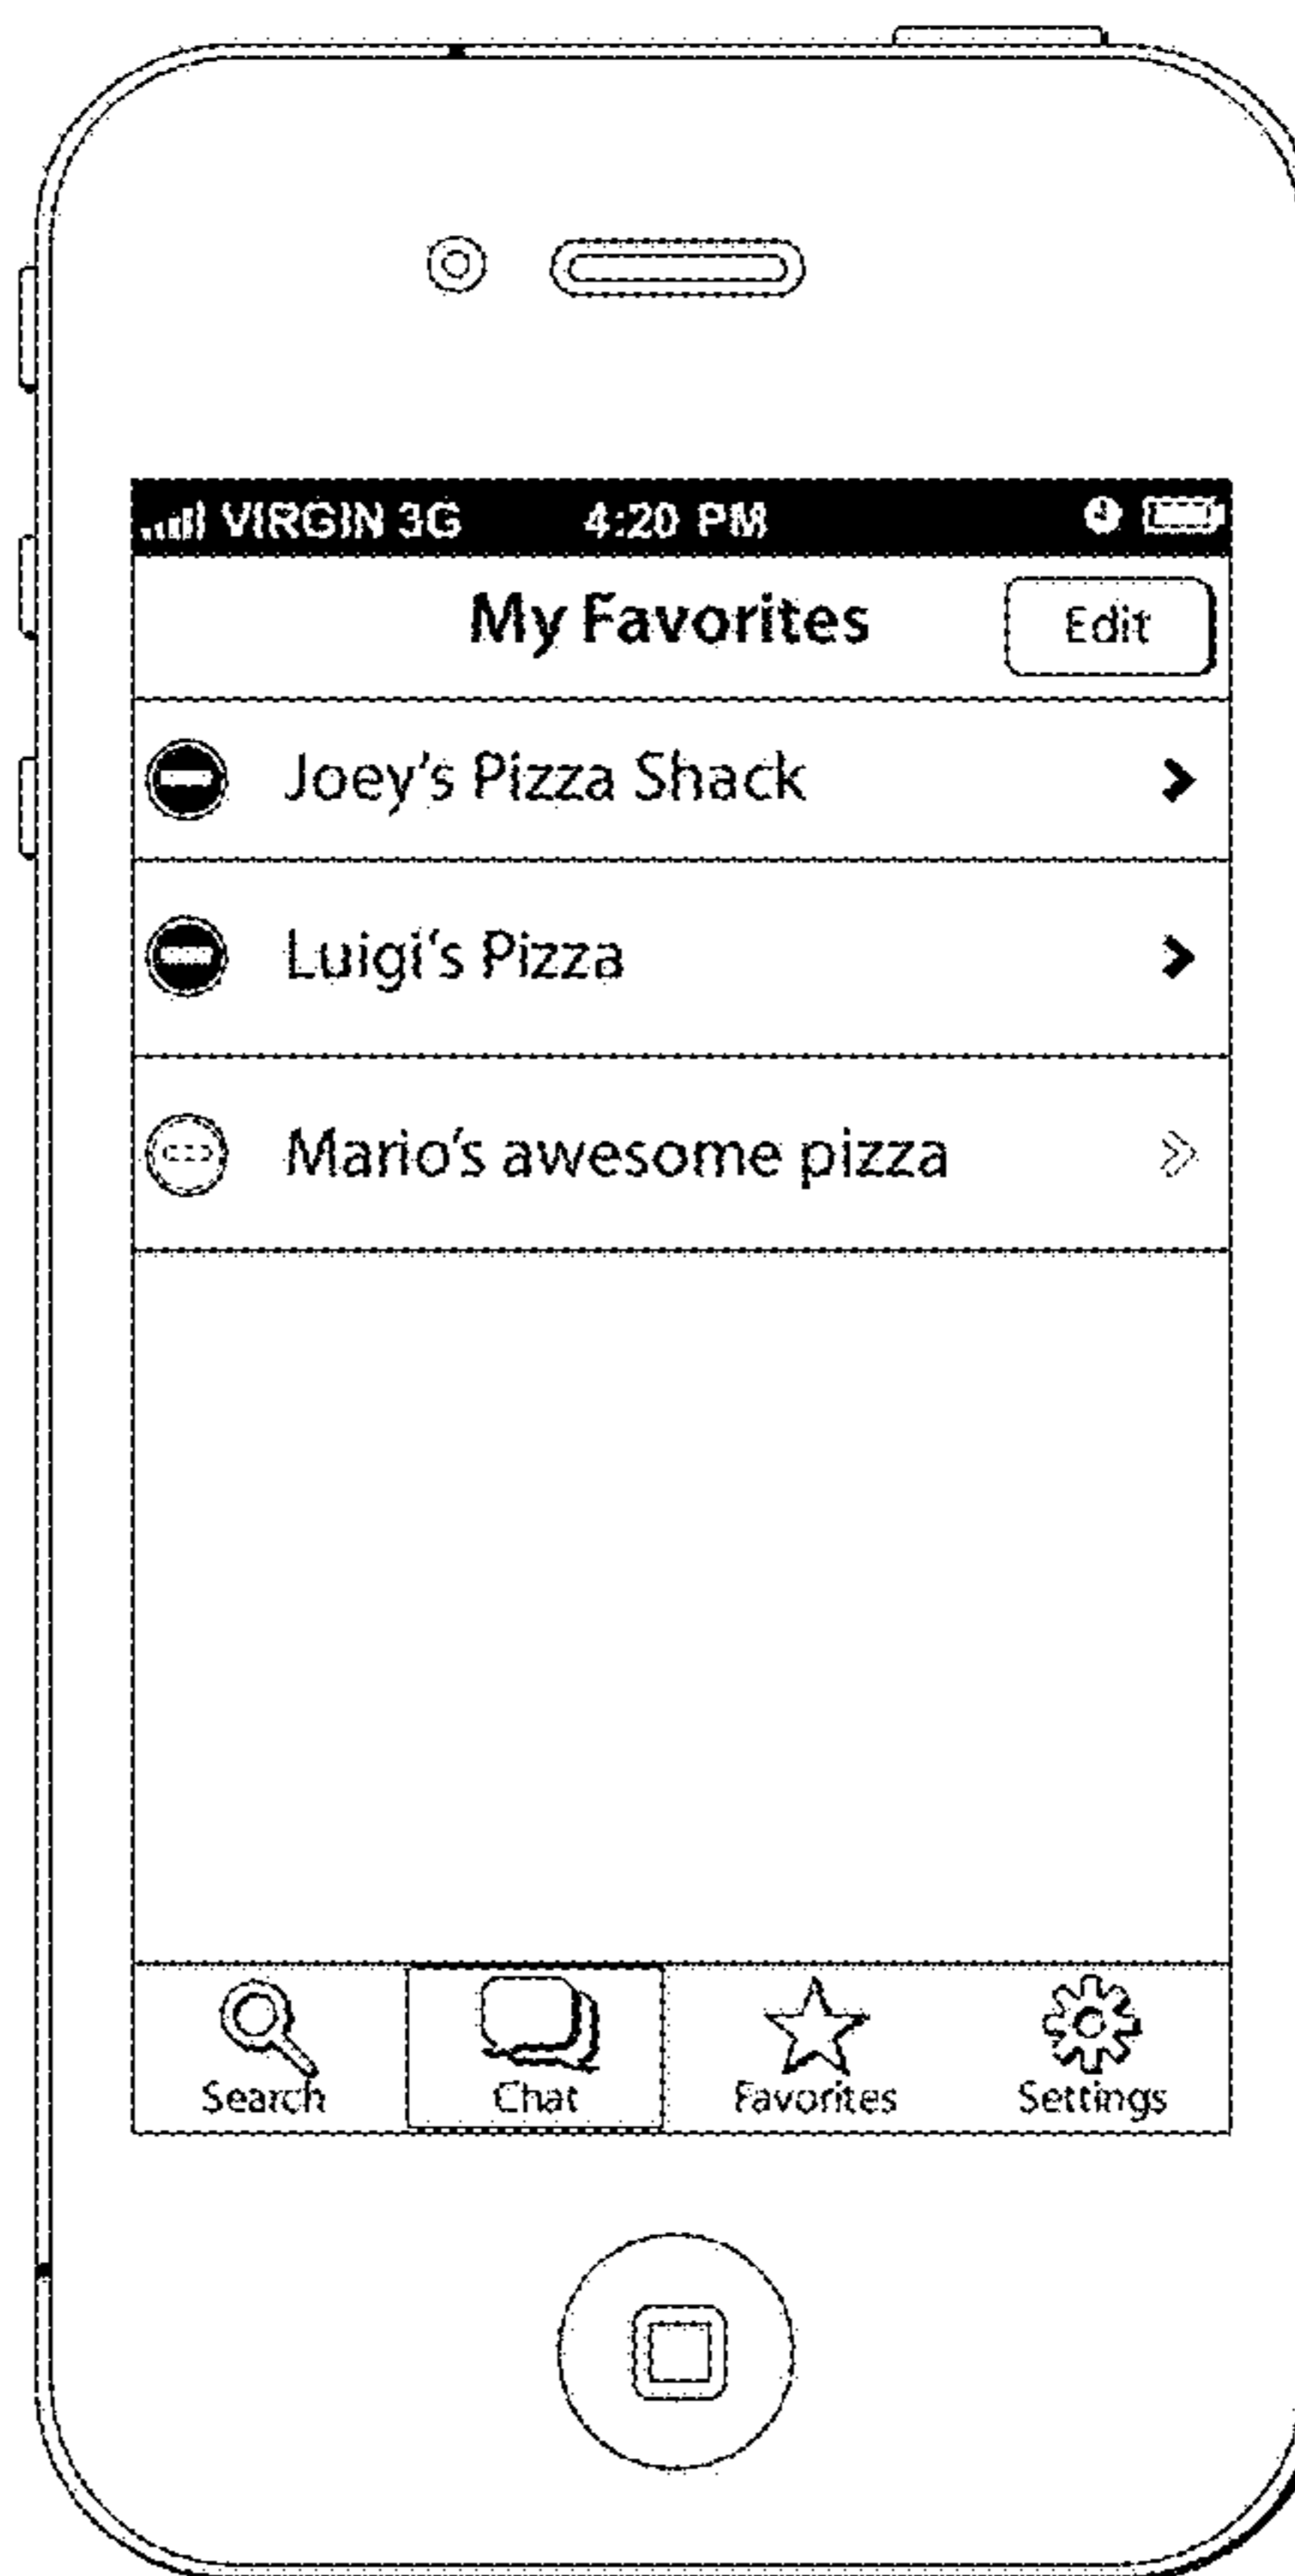 VIRGIN 3G 4:20 PM
My Favorites Edit
Joey's Pizza Shack
Luigi's Pizza
Mario's awesome pizza
Search Chat Favorites Settings